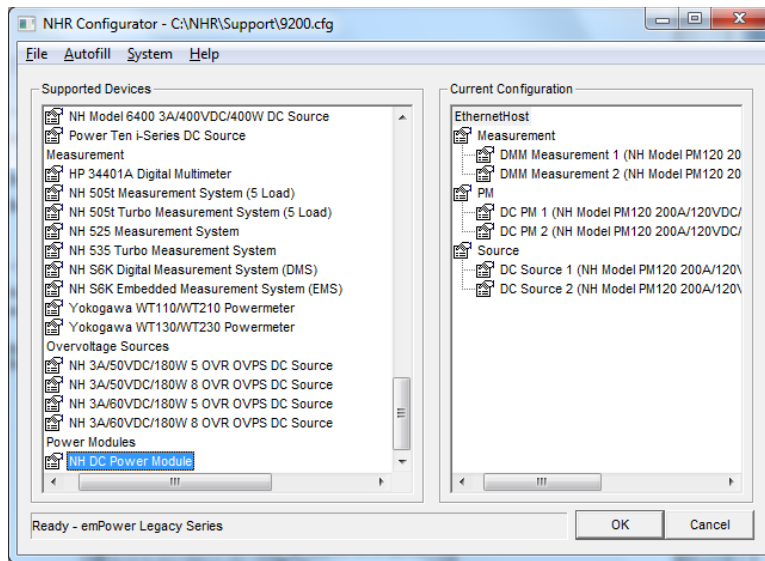 NHR Configurator - C:\NHR\Support\9200.cfg
File Autofill System Help
Supported Devices
NH Model 6400 3A/400VDC/400W DC Source
Power Ten i-Series DC Source
Measurement
HP 34401A Digital Multimeter
NH 505t Measurement System (5 Load)
NH 505t Turbo Measurement System (5 Load)
NH 525 Measurement System
NH 535 Turbo Measurement System
NH S6K Digital Measurement System (DMS)
NH S6K Embedded Measurement System (EMS)
Yokogawa WT110/WT210 Powermeter
Yokogawa WT130/WT230 Powermeter
Overvoltage Sources
NH 3A/50VDC/180W 5 OVR OVPS DC Source
NH 3A/50VDC/180W 8 OVR OVPS DC Source
NH 3A/60VDC/180W 5 OVR OVPS DC Source
NH 3A/60VDC/180W 8 OVR OVPS DC Source
Power Modules
NH DC Power Module
Current Configuration
EthernetHost
Measurement
DMM Measurement 1 (NH Model PM120 20
DMM Measurement 2 (NH Model PM120 20
PM
DC PM 1 (NH Model PM120 200A/120VDC/
DC PM 2 (NH Model PM120 200A/120VDC/
Source
DC Source 1 (NH Model PM120 200A/120
DC Source 2 (NH Model PM120 200A/120
Ready - emPower Legacy Series
OK
Cancel